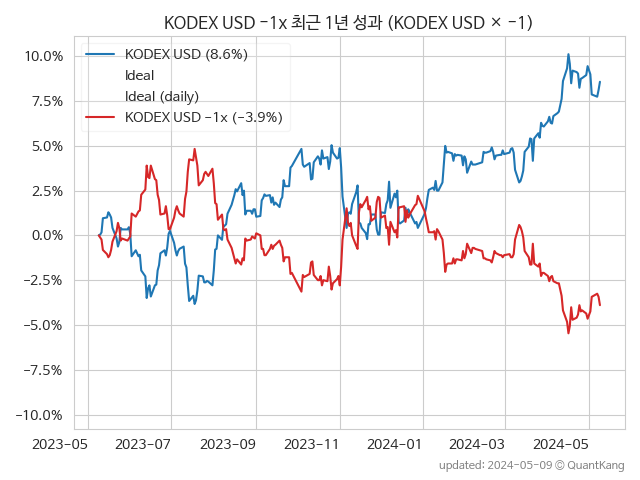 KODEX USD −1x 최근 1년 성과 (KODEX USD × −1)
KODEX USD (8.6%)
Ideal
Ideal (daily)
KODEX USD −1x (−3.9%)
10.0%
7.5%
5.0%
2.5%
0.0%
−2.5%
−5.0%
−7.5%
−10.0%
2023−05
2023−07
2023−09
2023−11
2024−01
2024−03
2024−05
updated: 2024−05−09 © QuantKang